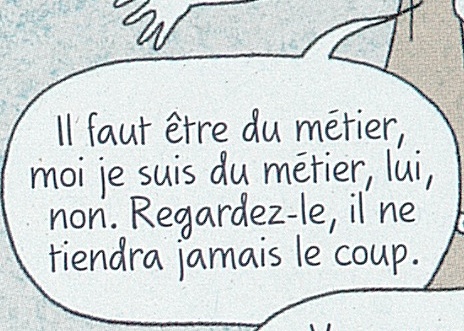 Il faut être du métier,
moi je suis du métier, lui,
non. Regardez-le, il ne
tiendra jamais le coup.